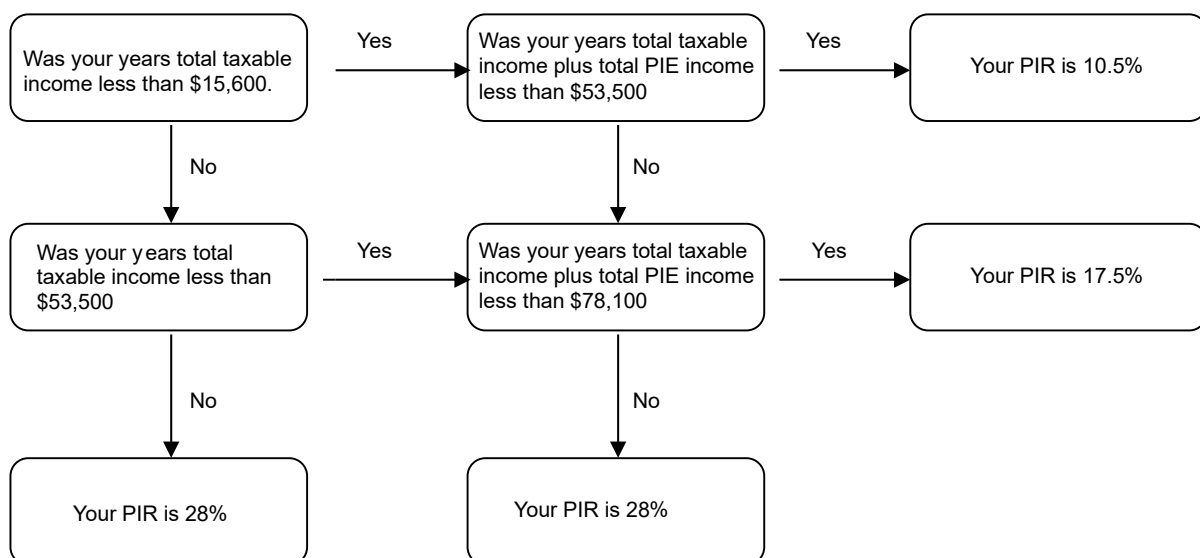 Was your years total taxable
income less than $15,600.
Yes
Was your years total taxable
income plus total PIE income
less than $53,500
Yes
Your PIR is 10.5%
No
No
Was your years total
taxable income less than
$53,500
Yes
Was your years total taxable
income plus total PIE income
less than $78,100
Yes
Your PIR is 17.5%
No
No
Your PIR is 28%
Your PIR is 28%